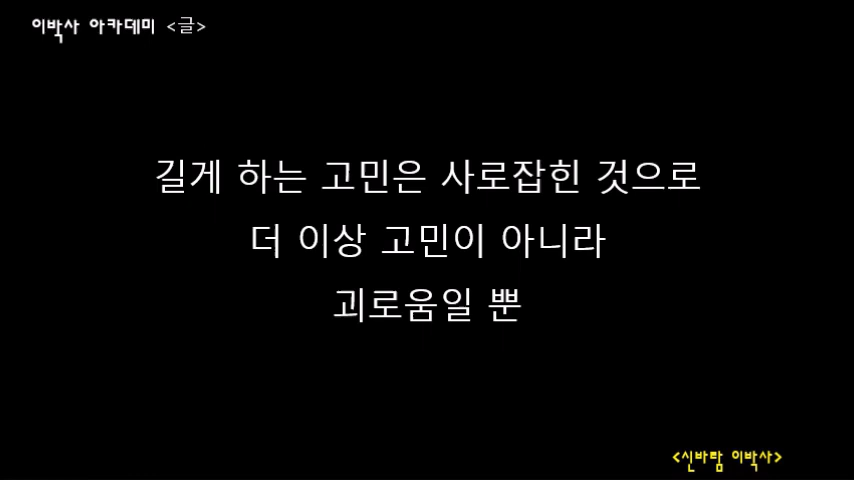 이박사 아카데미 <글>
길게 하는 고민은 사로잡힌 것으로
더 이상 고민이 아니라
괴로움일 뿐
<신바람 이박사>